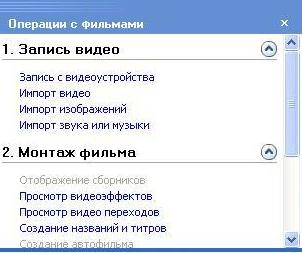 Операции с фильмами
1. Запись видео
Запись с видеоустройства
Импорт видео
Импорт изображений
Импорт звука или музыки
2. Монтаж фильма
Отображение сборников
Просмотр видеоэффектов
Просмотр видео переходов
Создание названий и титров
Создание автофильма